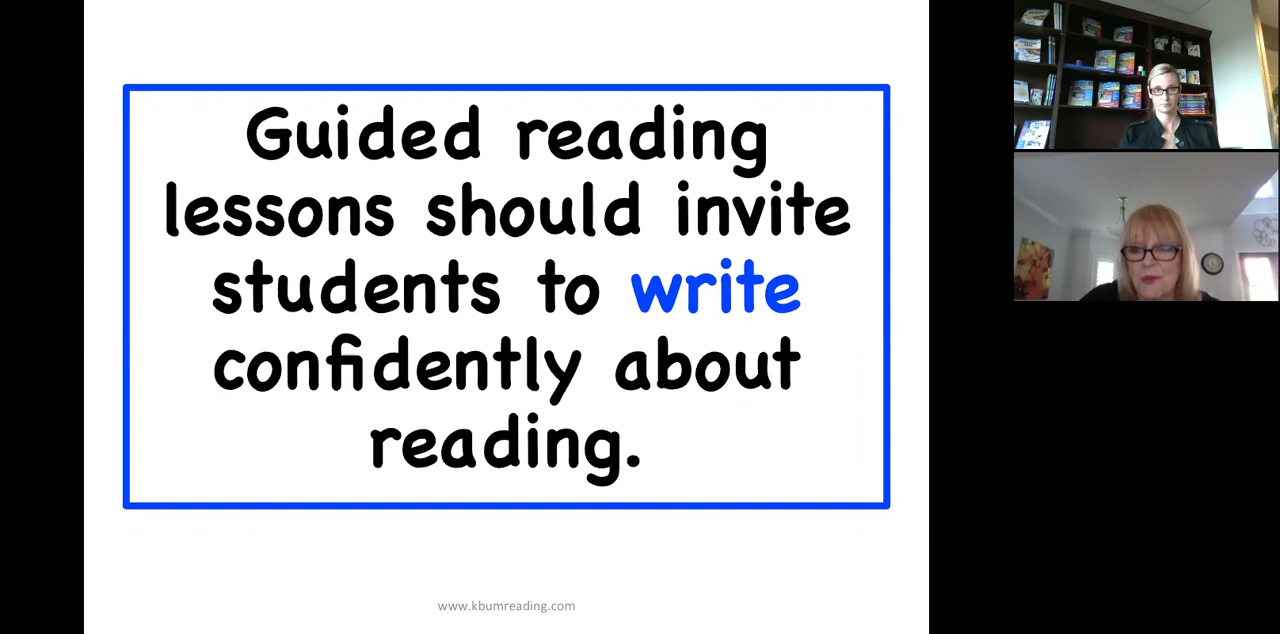 Guided reading
lessons should invite
students to write
confidently about
reading.
www.kbumreading.com